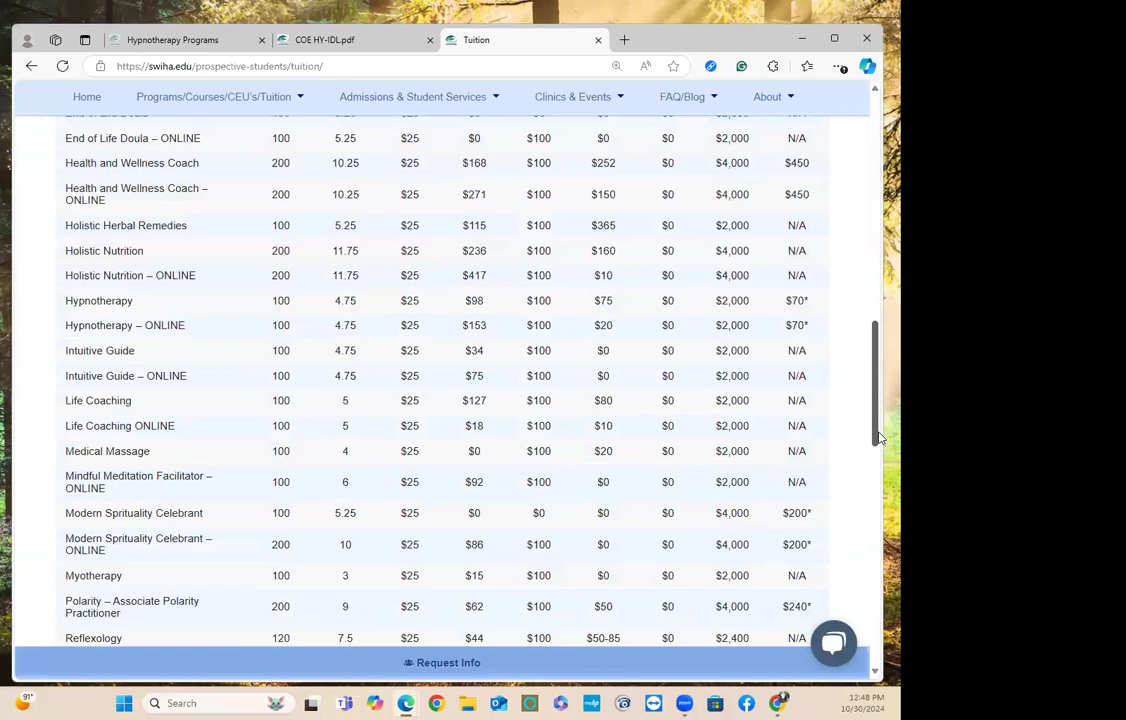 Hypnotherapy Programs
COE HY-IDL.pdf
Tuition
https://swiha.edu/prospective-students/tuition/
Home Programs/Courses/CEU's/Tuition Admissions & Student Services Clinics & Events FAQ/Blog About
End of Life Doula – ONLINE 100 5.25 $25 $0 $100 $0 $0 $2,000 N/A
Health and Wellness Coach 200 10.25 $25 $168 $100 $252 $0 $4,000 $450
Health and Wellness Coach –
ONLINE 200 10.25 $25 $271 $100 $150 $0 $4,000 $450
Holistic Herbal Remedies 100 5.25 $25 $115 $100 $365 $0 $2,000 N/A
Holistic Nutrition 200 11.75 $25 $236 $100 $160 $0 $4,000 N/A
Holistic Nutrition – ONLINE 200 11.75 $25 $417 $100 $10 $0 $4,000 N/A
Hypnotherapy 100 4.75 $25 $98 $100 $75 $0 $2,000 $70*
Hypnotherapy – ONLINE 100 4.75 $25 $153 $100 $20 $0 $2,000 $70*
Intuitive Guide 100 4.75 $25 $34 $100 $0 $0 $2,000 N/A
Intuitive Guide – ONLINE 100 4.75 $25 $75 $100 $0 $0 $2,000 N/A
Life Coaching 100 5 $25 $127 $100 $80 $0 $2,000 N/A
Life Coaching ONLINE 100 5 $25 $18 $100 $10 $0 $2,000 N/A
Medical Massage 100 4 $25 $0 $100 $20 $0 $2,000 N/A
Mindful Meditation Facilitator –
ONLINE 100 6 $25 $92 $100 $0 $0 $2,000 N/A
Modern Sprituality Celebrant 100 5.25 $25 $0 $0 $0 $0 $4,000 $200*
Modern Sprituality Celebrant –
ONLINE 200 10 $25 $86 $100 $0 $0 $4,000 $200*
Myotherapy 100 3 $25 $15 $100 $0 $0 $2,000 N/A
Polarity – Associate Polarity
Practitioner 200 9 $25 $62 $100 $50 $0 $4,000 $240*
Reflexology 120 7.5 $25 $44 $100 $50-85 $0 $2,400 N/A
Request Info
91°
Search
12:48 PM
10/30/2024